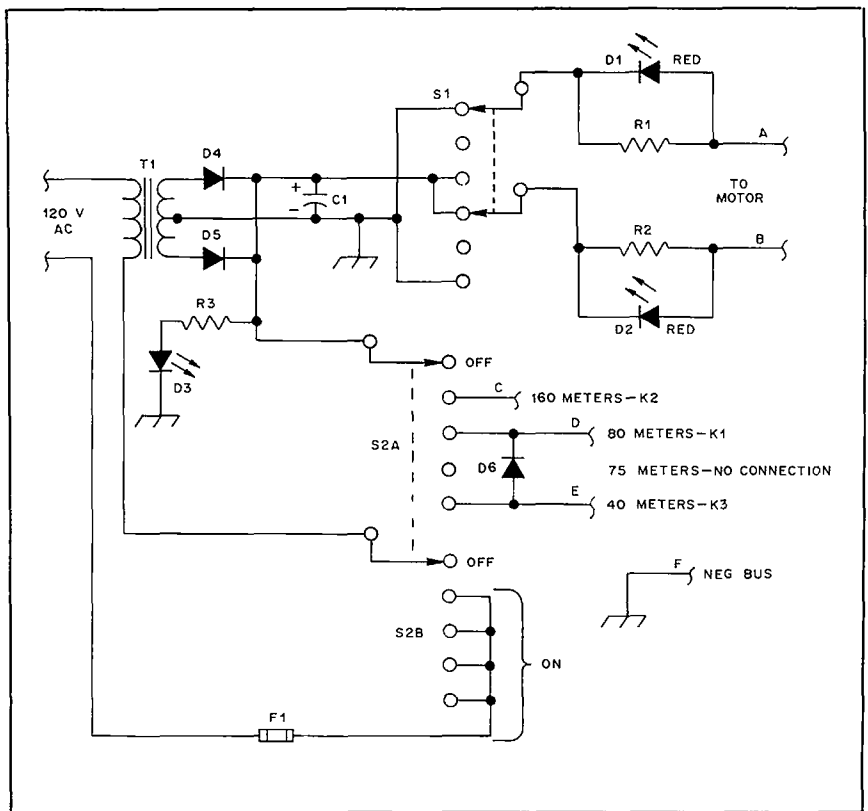 D1
RED
S1
R1
A
T1
D4
+
C1
-
120 V
AC
TO
MOTOR
D5
R2
B
R3
D2
RED
D3
OFF
C
160 METERS-K2
S2A
D
80 METERS-K1
D6
75 METERS-NO CONNECTION
E
40 METERS-K3
OFF
F
NEG BUS
S2B
ON
F1